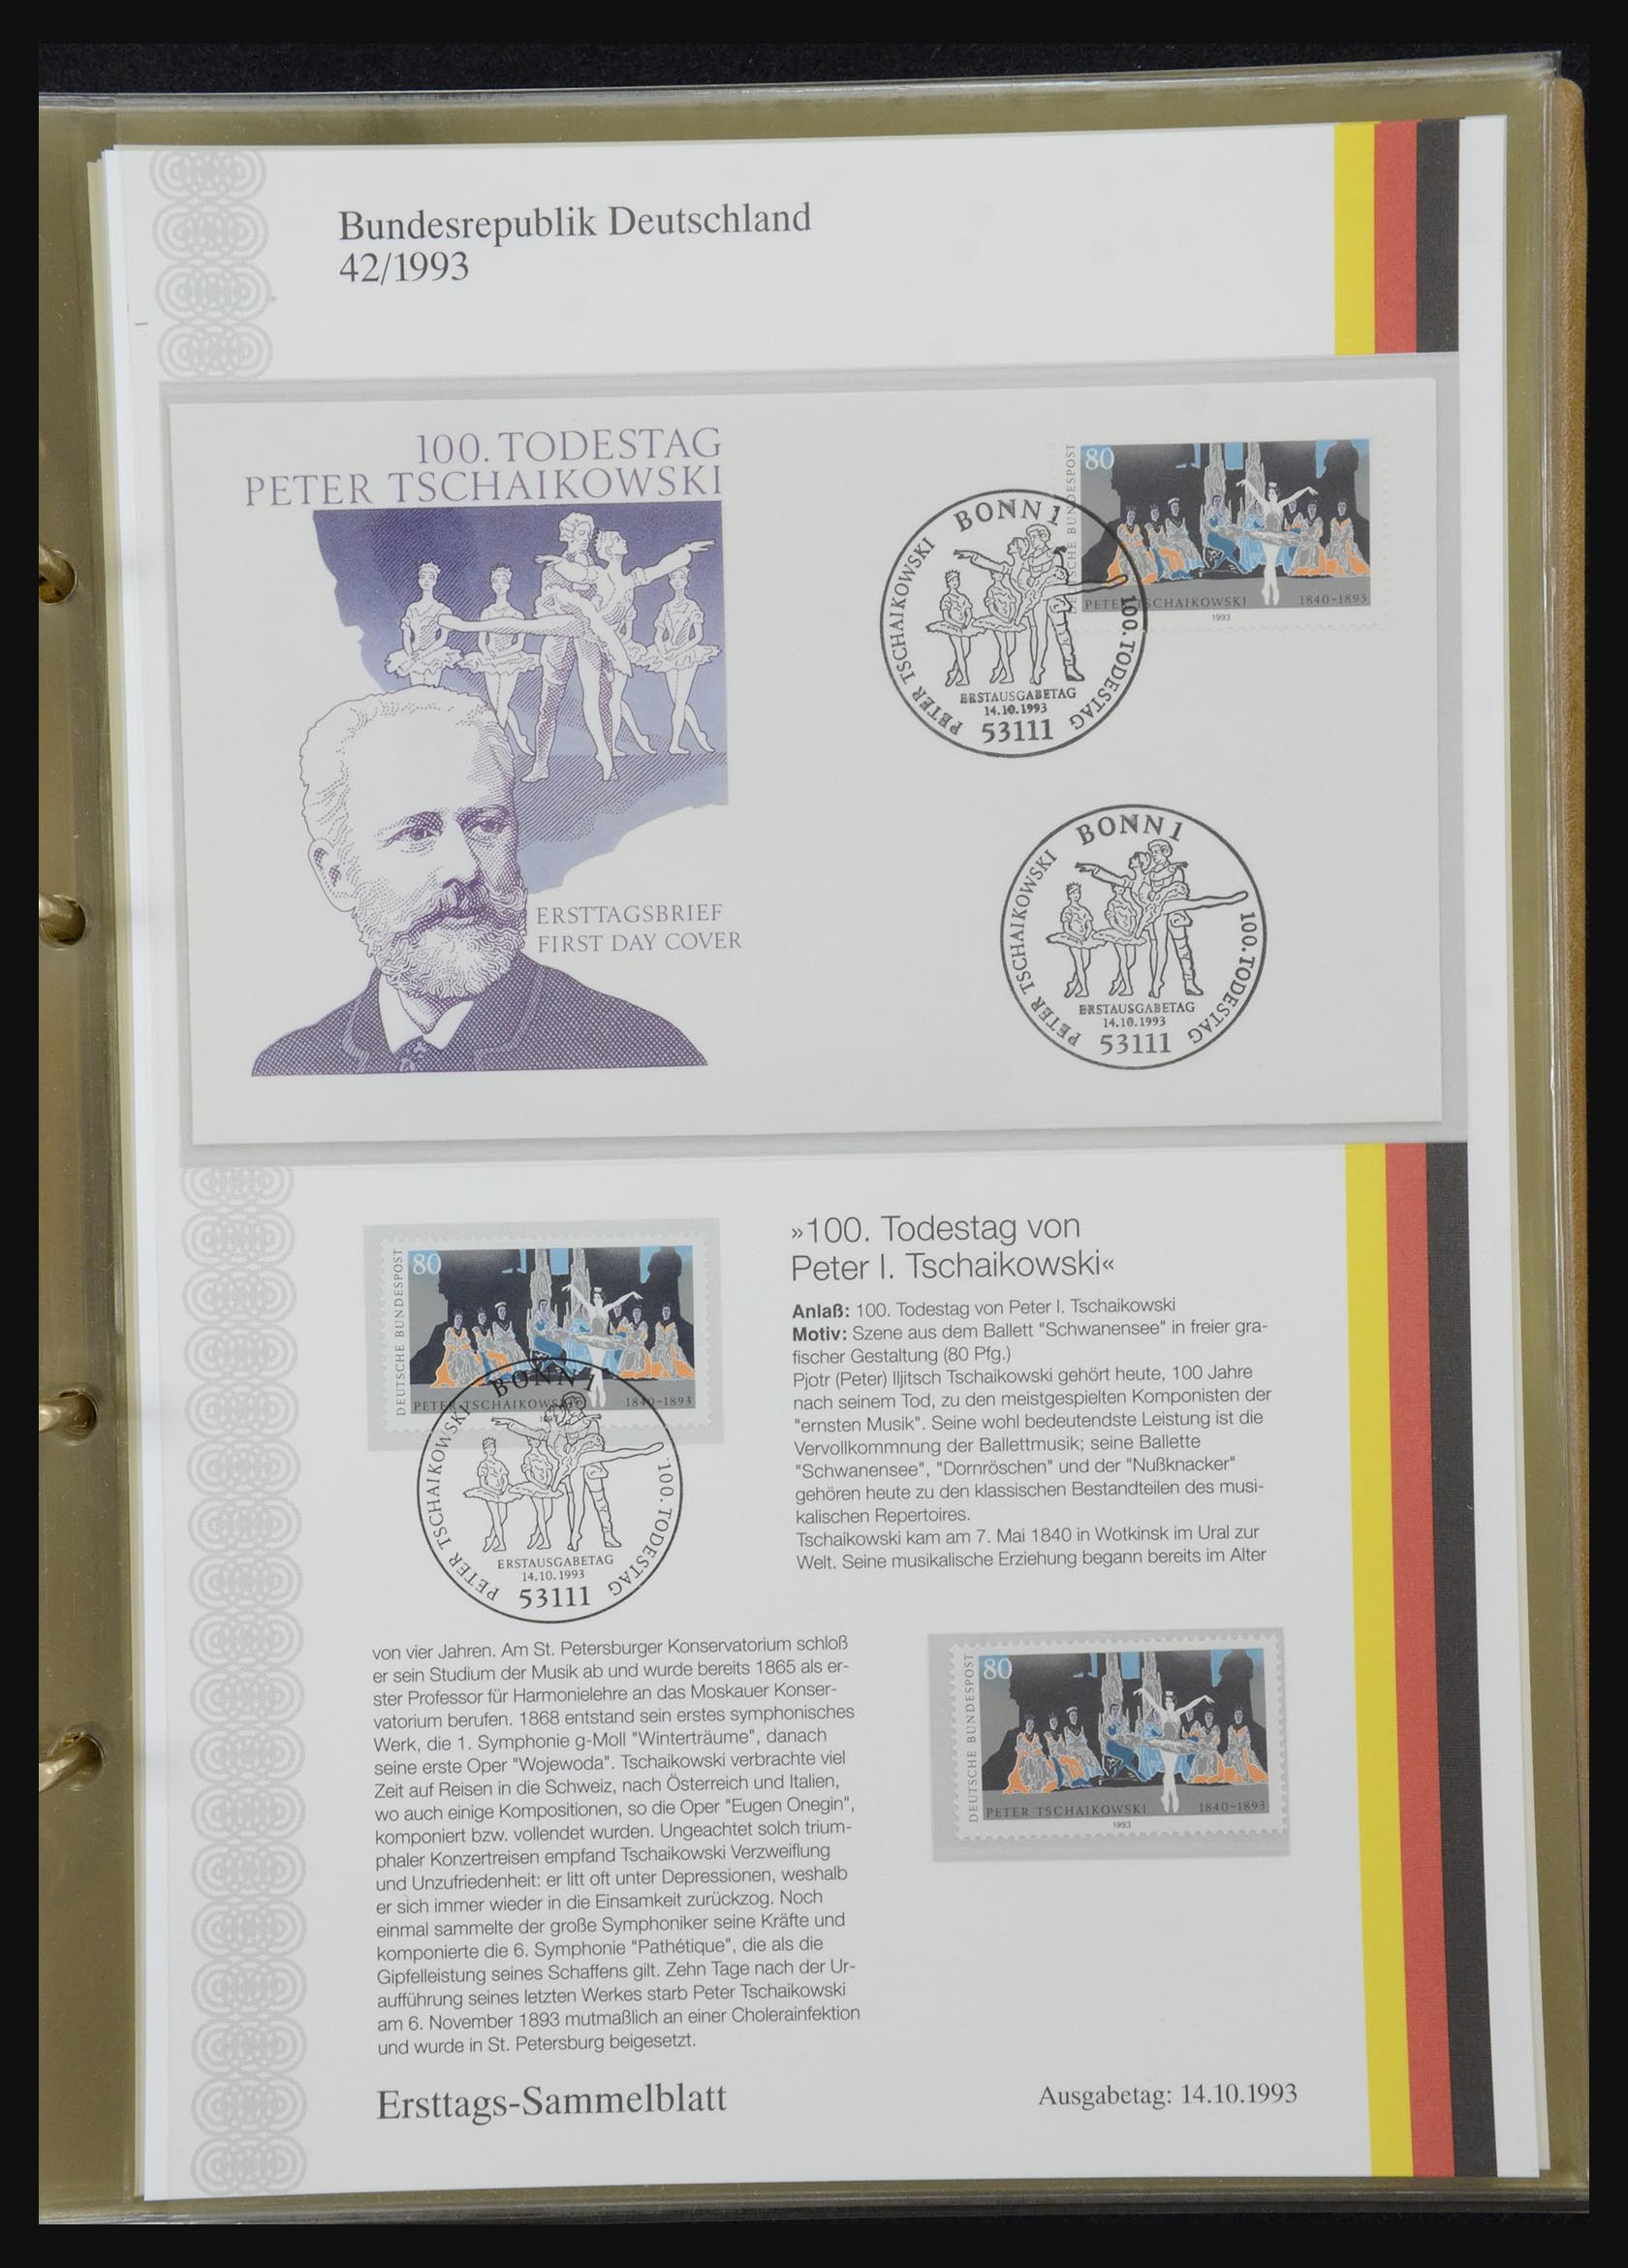 Bundesrepublik Deutschland
42/1993
100. TODESTAG
PETER TSCHAIKOWSKI
ERSTTAGSBRIEF
FIRST DAY COVER
80
DEUTSCHE BUNDESPOST
PETER TSCHAIKOWSKI 1840-1893
1993
BONN 1
PETER TSCHAIKOWSKI
100. TODESTAG
ERSTAUSGABETAG
14.10.1993
53111
BONN 1
PETER TSCHAIKOWSKI
100. TODESTAG
ERSTAUSGABETAG
14.10.1993
53111
80
DEUTSCHE BUNDESPOST
PETER TSCHAIKOWSKI 1840-1893
BONN 1
PETER TSCHAIKOWSKI
100. TODESTAG
ERSTAUSGABETAG
14.10.1993
53111
»100. Todestag von
Peter I. Tschaikowski«
Anlaß: 100. Todestag von Peter I. Tschaikowski
Motiv: Szene aus dem Ballett "Schwanensee" in freier gra-
fischer Gestaltung (80 Pfg.)
Pjotr (Peter) Iljitsch Tschaikowski gehört heute, 100 Jahre
nach seinem Tod, zu den meistgespielten Komponisten der
"ernsten Musik". Seine wohl bedeutendste Leistung ist die
Vervollkommnung der Ballettmusik; seine Ballette
"Schwanensee", "Dornröschen" und der "Nußknacker"
gehören heute zu den klassischen Bestandteilen des musi-
kalischen Repertoires.
Tschaikowski kam am 7. Mai 1840 in Wotkinsk im Ural zur
Welt. Seine musikalische Erziehung begann bereits im Alter
von vier Jahren. Am St. Petersburger Konservatorium schloß
er sein Studium der Musik ab und wurde bereits 1865 als er-
ster Professor für Harmonielehre an das Moskauer Konser-
vatorium berufen. 1868 entstand sein erstes symphonisches
Werk, die 1. Symphonie g-Moll "Winterträume", danach
seine erste Oper "Wojewoda". Tschaikowski verbrachte viel
Zeit auf Reisen in die Schweiz, nach Österreich und Italien,
wo auch einige Kompositionen, so die Oper "Eugen Onegin",
komponiert bzw. vollendet wurden. Ungeachtet solch trium-
phaler Konzertreisen empfand Tschaikowski Verzweiflung
und Unzufriedenheit: er litt oft unter Depressionen, weshalb
er sich immer wieder in die Einsamkeit zurückzog. Noch
einmal sammelte der große Symphoniker seine Kräfte und
komponierte die 6. Symphonie "Pathétique", die als die
Gipfelleistung seines Schaffens gilt. Zehn Tage nach der Ur-
aufführung seines letzten Werkes starb Peter Tschaikowski
am 6. November 1893 mutmaßlich an einer Cholerainfektion
und wurde in St. Petersburg beigesetzt.
80
DEUTSCHE BUNDESPOST
PETER TSCHAIKOWSKI 1840-1893
1993
Ersttags-Sammelblatt
Ausgabetag: 14.10.1993